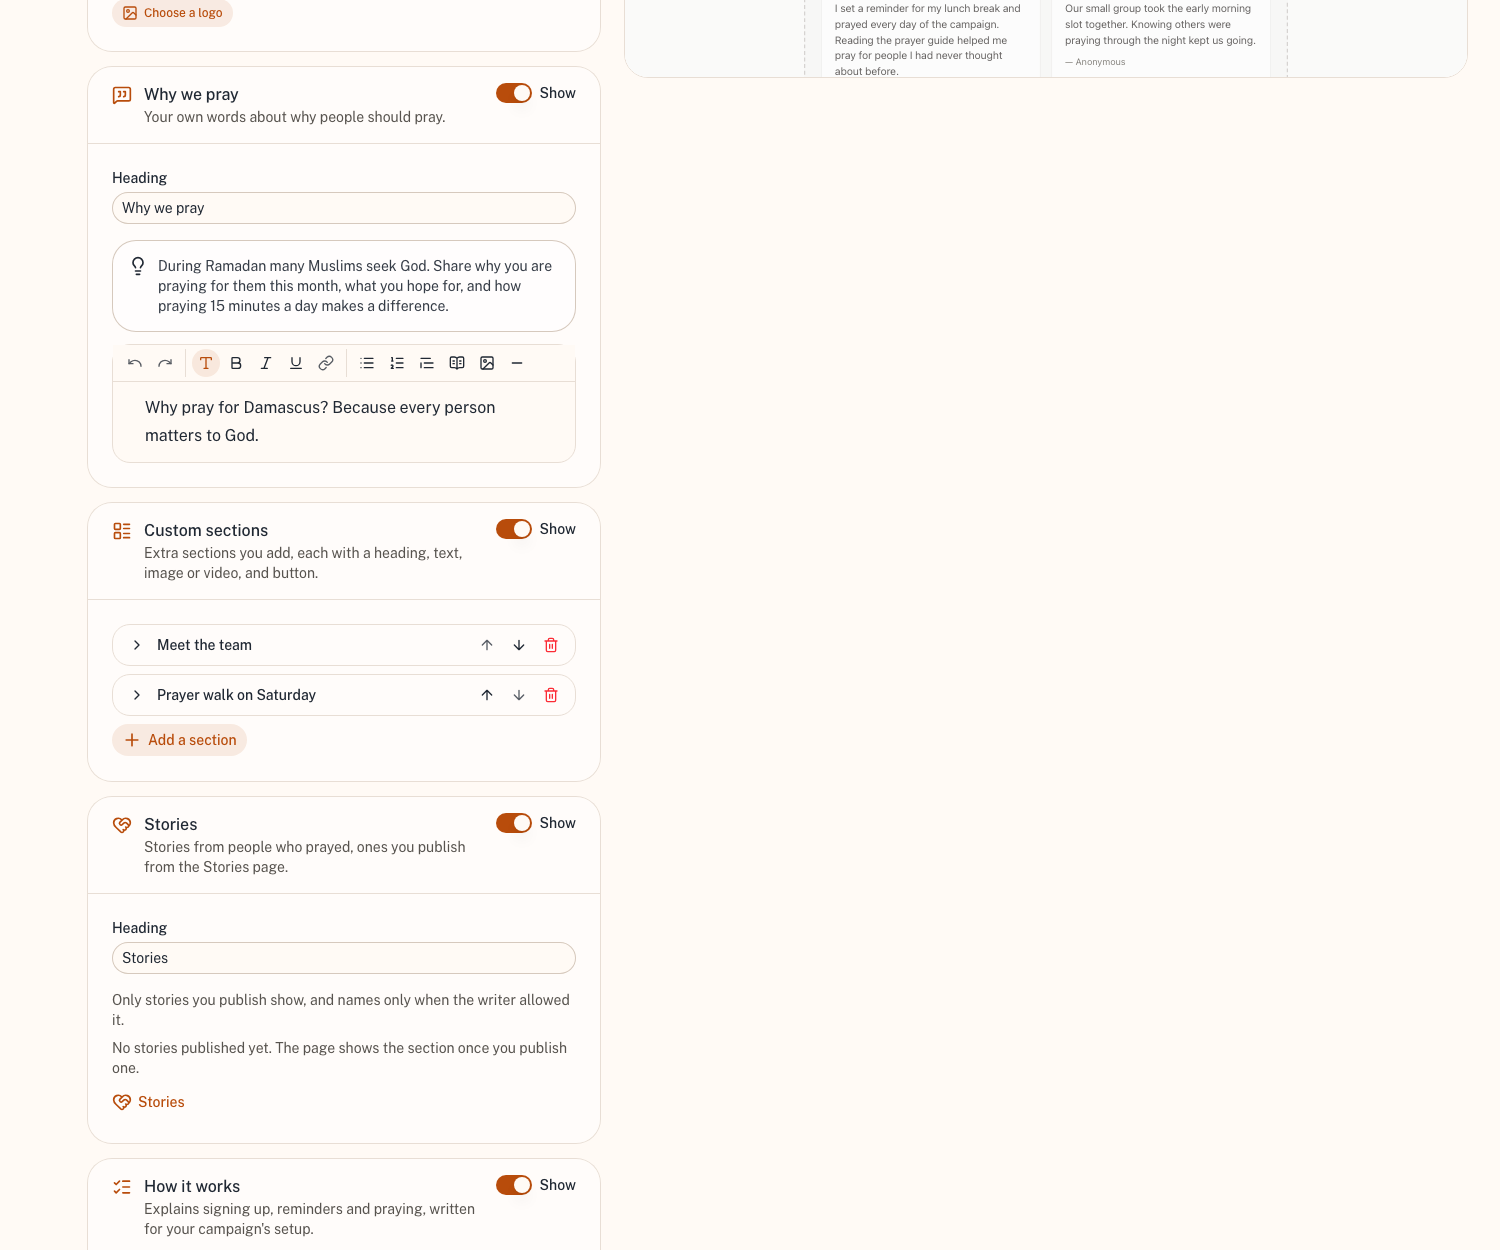 Choose a logo
Why we pray
Show
Your own words about why people should pray.
Heading
Why we pray
During Ramadan many Muslims seek God. Share why you are
praying for them this month, what you hope for, and how
praying 15 minutes a day makes a difference.
Why pray for Damascus? Because every person
matters to God.
Custom sections
Show
Extra sections you add, each with a heading, text,
image or video, and button.
Meet the team
Prayer walk on Saturday
Add a section
Stories
Show
Stories from people who prayed, ones you publish
from the Stories page.
Heading
Stories
Only stories you publish show, and names only when the writer allowed
it.
No stories published yet. The page shows the section once you publish
one.
Stories
How it works
Show
Explains signing up, reminders and praying, written
for your campaign's setup.
I set a reminder for my lunch break and
prayed every day of the campaign.
Reading the prayer guide helped me
pray for people I had never thought
about before.
Our small group took the early morning
slot together. Knowing others were
praying through the night kept us going.
— Anonymous